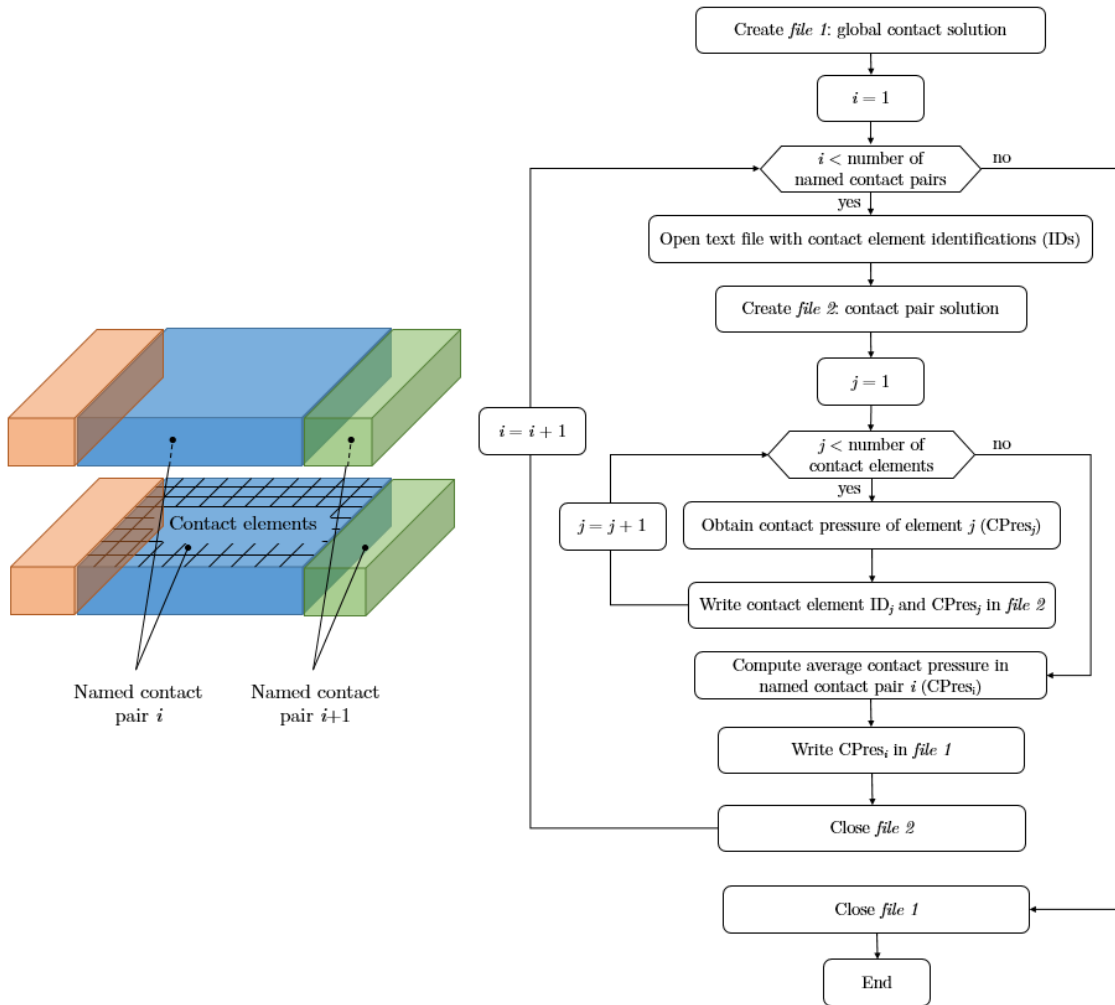 Contact elements
Named contact
pair i
Named contact
pair i+1
Create file 1: global contact solution
i = 1
i < number of
named contact pairs
no
yes
Open text file with contact element identifications (IDs)
Create file 2: contact pair solution
j = 1
i = i + 1
j < number of
contact elements
no
yes
j = j + 1
Obtain contact pressure of element j (CPresⱼ)
Write contact element IDⱼ and CPresⱼ in file 2
Compute average contact pressure in
named contact pair i (CPresᵢ)
Write CPresᵢ in file 1
Close file 2
Close file 1
End